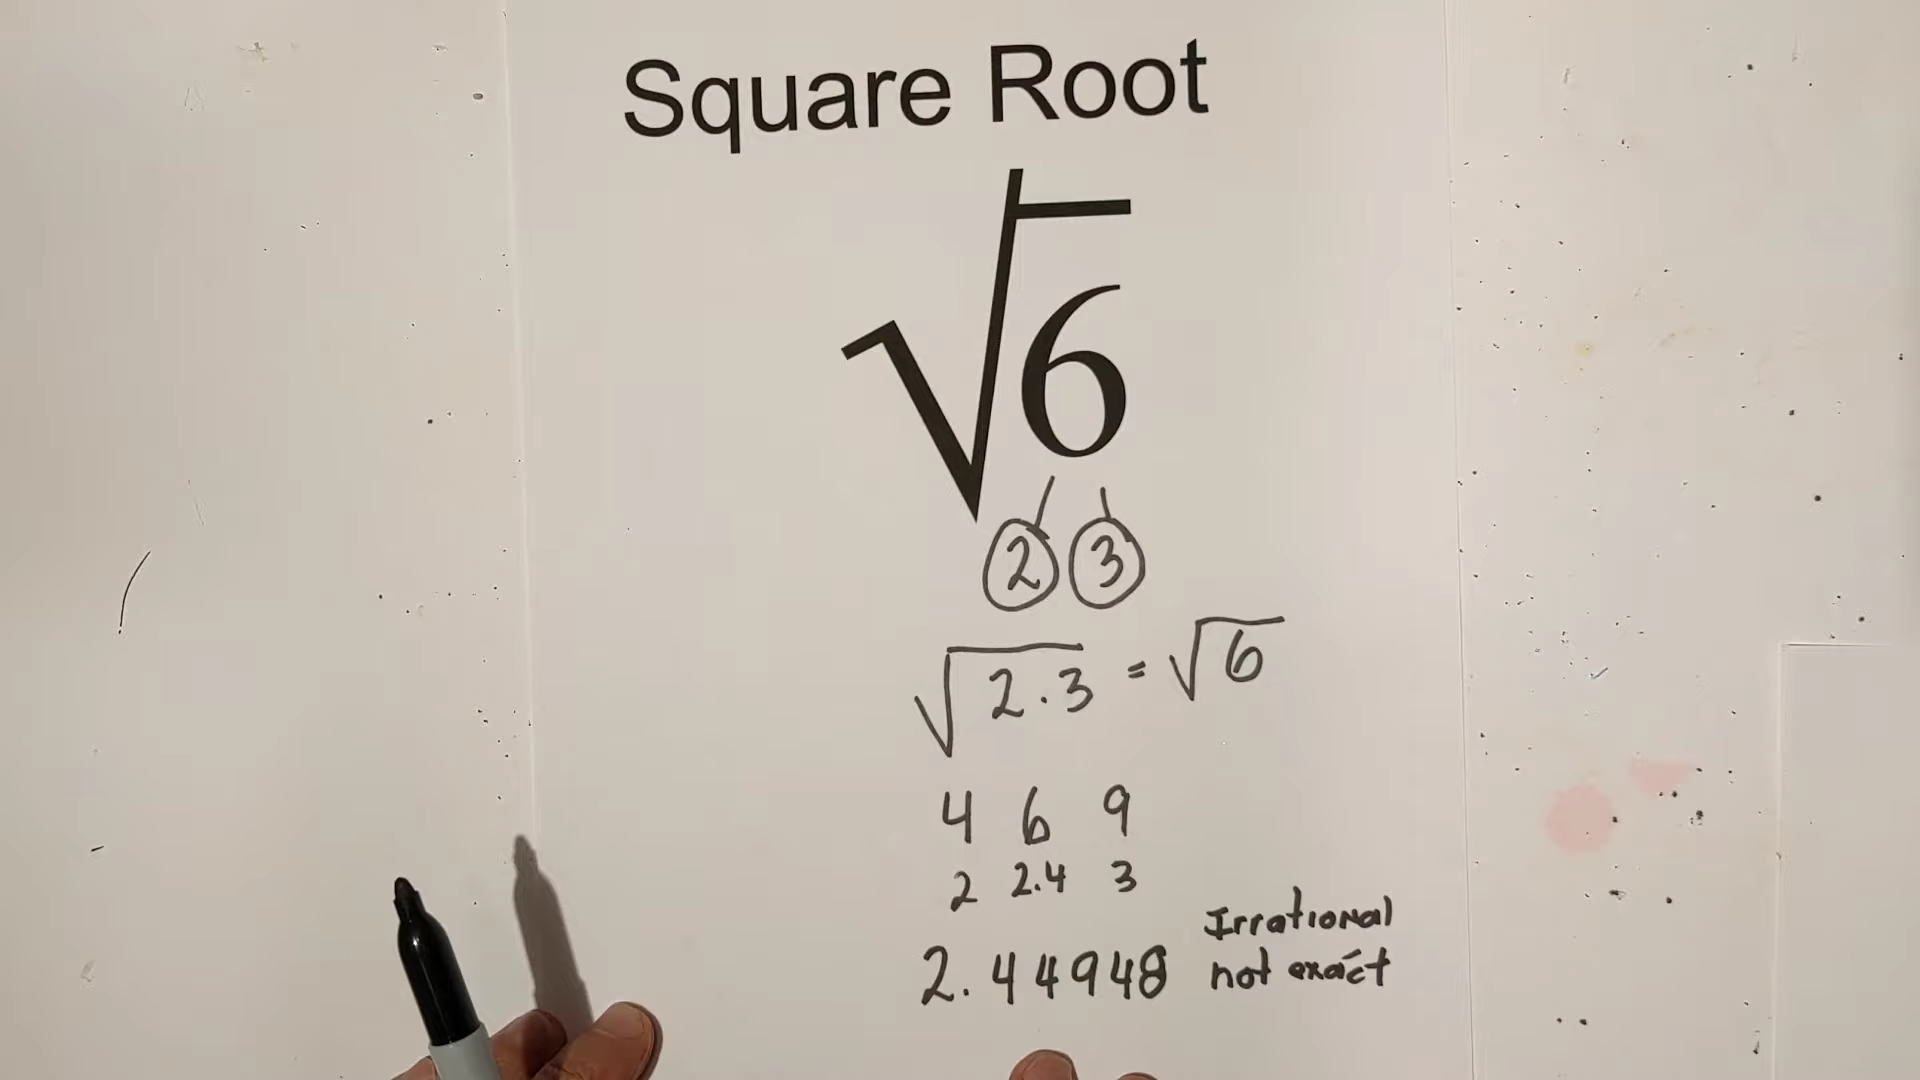 Square Root
√6
2 3
√2·3 = √6
4 6 9
2 2.4 3
Irrational
2.44948 not exact